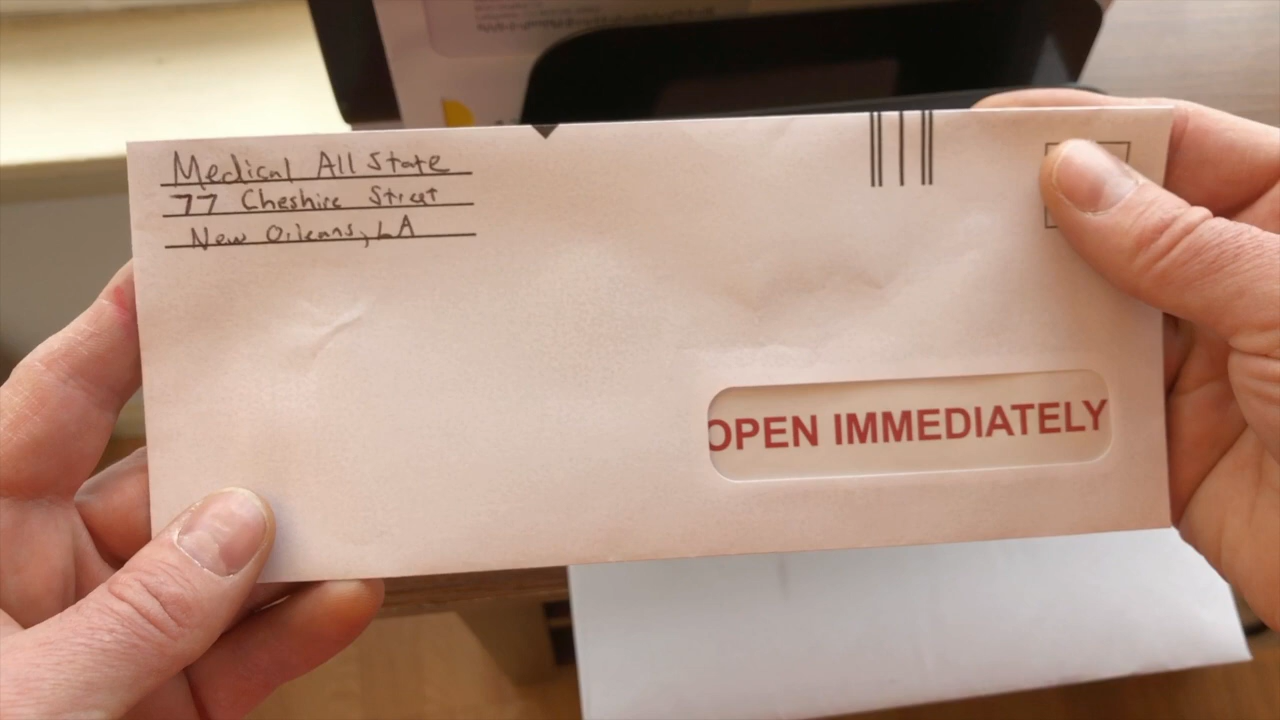 Medical All State
77 Cheshire Street
New Orleans, LA
OPEN IMMEDIATELY